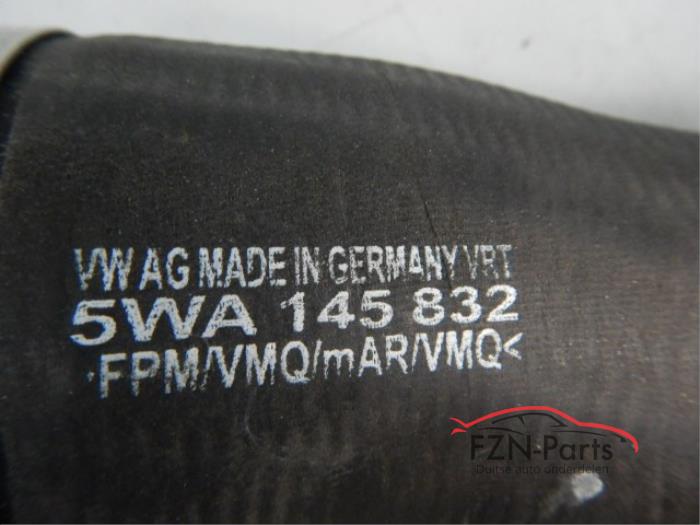 VW AG MADE IN GERMANY VRT
5WA 145 832
FPM/VMQ/mAR/VMQ<
FZN-Parts
Duitse auto onderdelen